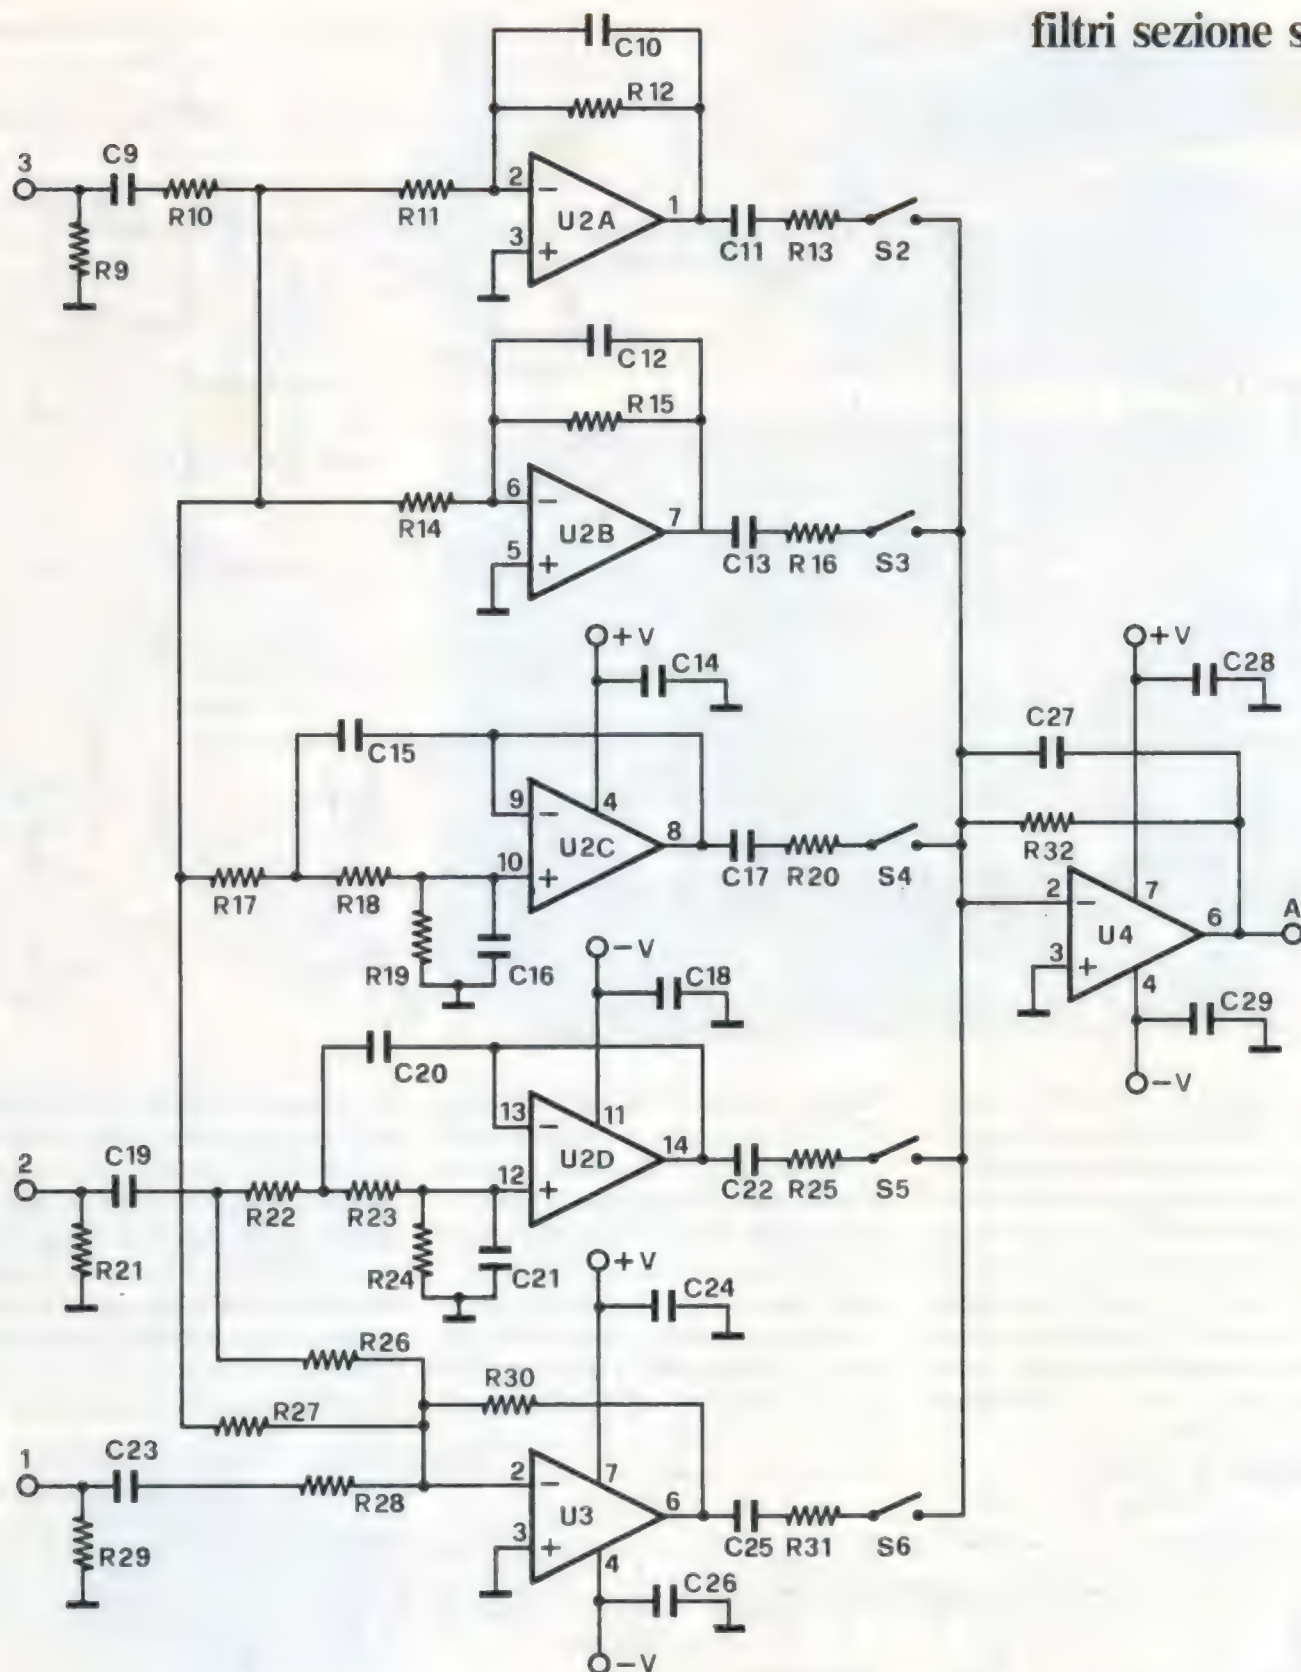 filtri sezione s
C10
R12
3
C9
R10
R11
2
−
U2A
1
3
+
C11
R13
S2
R9
C12
R15
R14
6
−
U2B
7
5
+
C13
R16
S3
+V
C14
+V
C28
C15
C27
9
−
4
U2C
8
10
+
C17
R20
S4
R32
R17
R18
R19
C16
2
−
7
U4
6
A
3
+
4
−V
C18
C29
−V
C20
13
−
11
U2D
14
12
+
C22
R25
S5
2
C19
R22
R23
R21
R24
C21
+V
C24
R26
R30
R27
1
C23
R28
2
−
7
U3
6
3
+
4
C25
R31
S6
R29
C26
−V